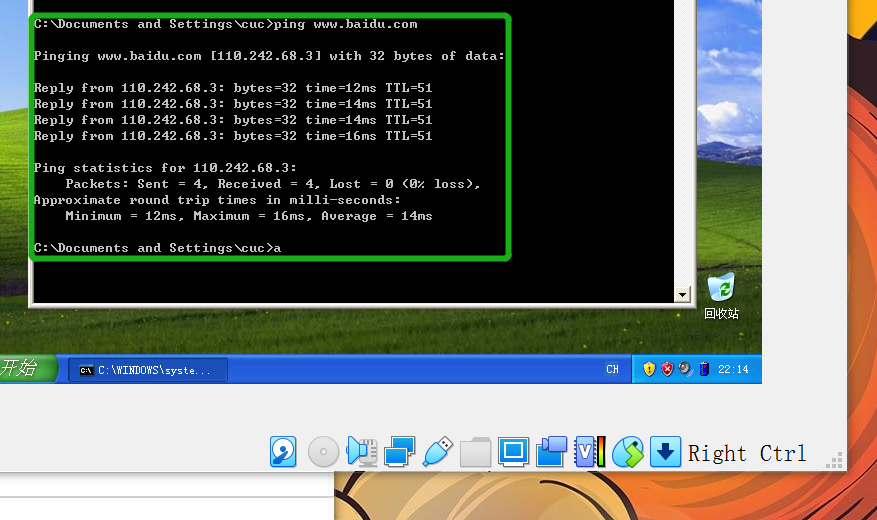 C:\Documents and Settings\cuc>ping www.baidu.com
Pinging www.baidu.com [110.242.68.3] with 32 bytes of data:
Reply from 110.242.68.3: bytes=32 time=12ms TTL=51
Reply from 110.242.68.3: bytes=32 time=14ms TTL=51
Reply from 110.242.68.3: bytes=32 time=14ms TTL=51
Reply from 110.242.68.3: bytes=32 time=16ms TTL=51
Ping statistics for 110.242.68.3:
    Packets: Sent = 4, Received = 4, Lost = 0 (0% loss),
Approximate round trip times in milli-seconds:
    Minimum = 12ms, Maximum = 16ms, Average = 14ms
C:\Documents and Settings\cuc>a
回收站
开始
C:\WINDOWS\syste...
CH
22:14
Right Ctrl